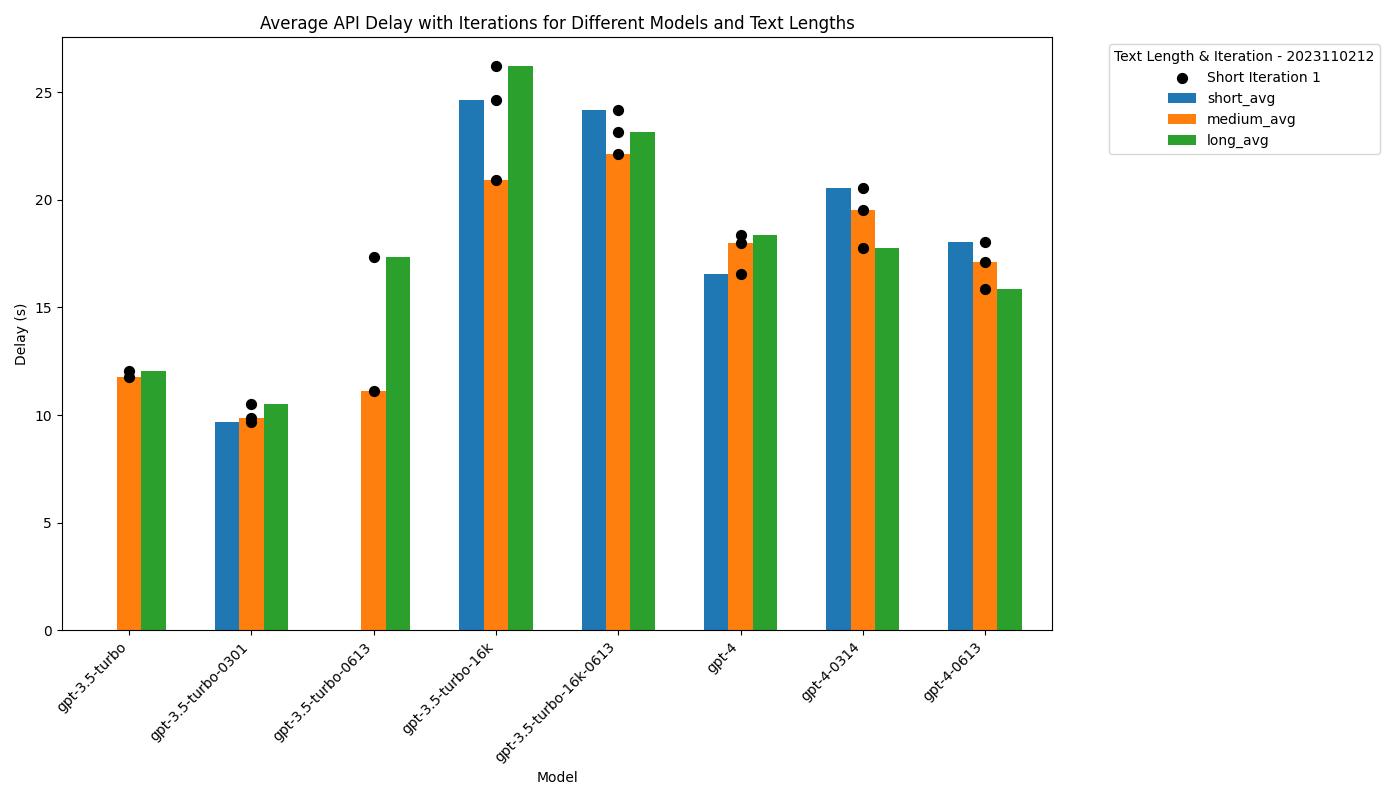 Average API Delay with Iterations for Different Models and Text Lengths
Text Length & Iteration - 2023110212
Short Iteration 1
short_avg
medium_avg
long_avg
Delay (s)
25
20
15
10
5
0
gpt-3.5-turbo
gpt-3.5-turbo-0301
gpt-3.5-turbo-0613
gpt-3.5-turbo-16k
gpt-3.5-turbo-16k-0613
gpt-4
gpt-4-0314
gpt-4-0613
Model